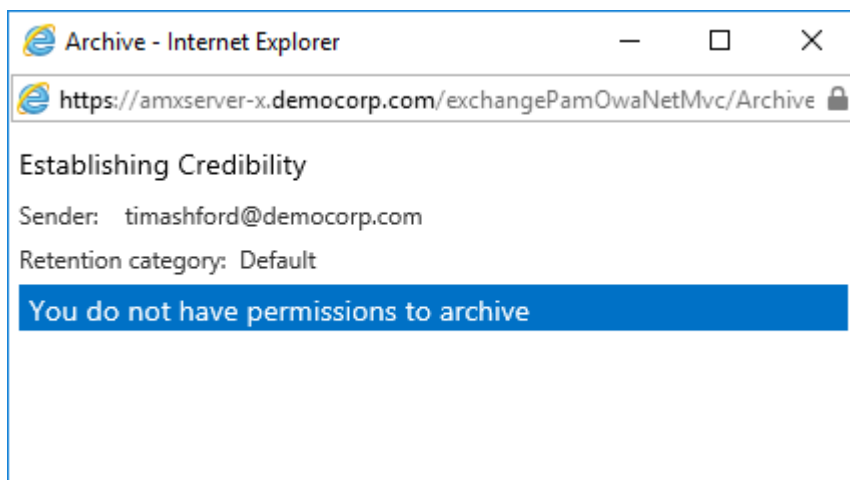 Archive - Internet Explorer
https://amxserver-x.democorp.com/exchangePamOwaNetMvc/Archive
Establishing Credibility
Sender: timashford@democorp.com
Retention category: Default
You do not have permissions to archive